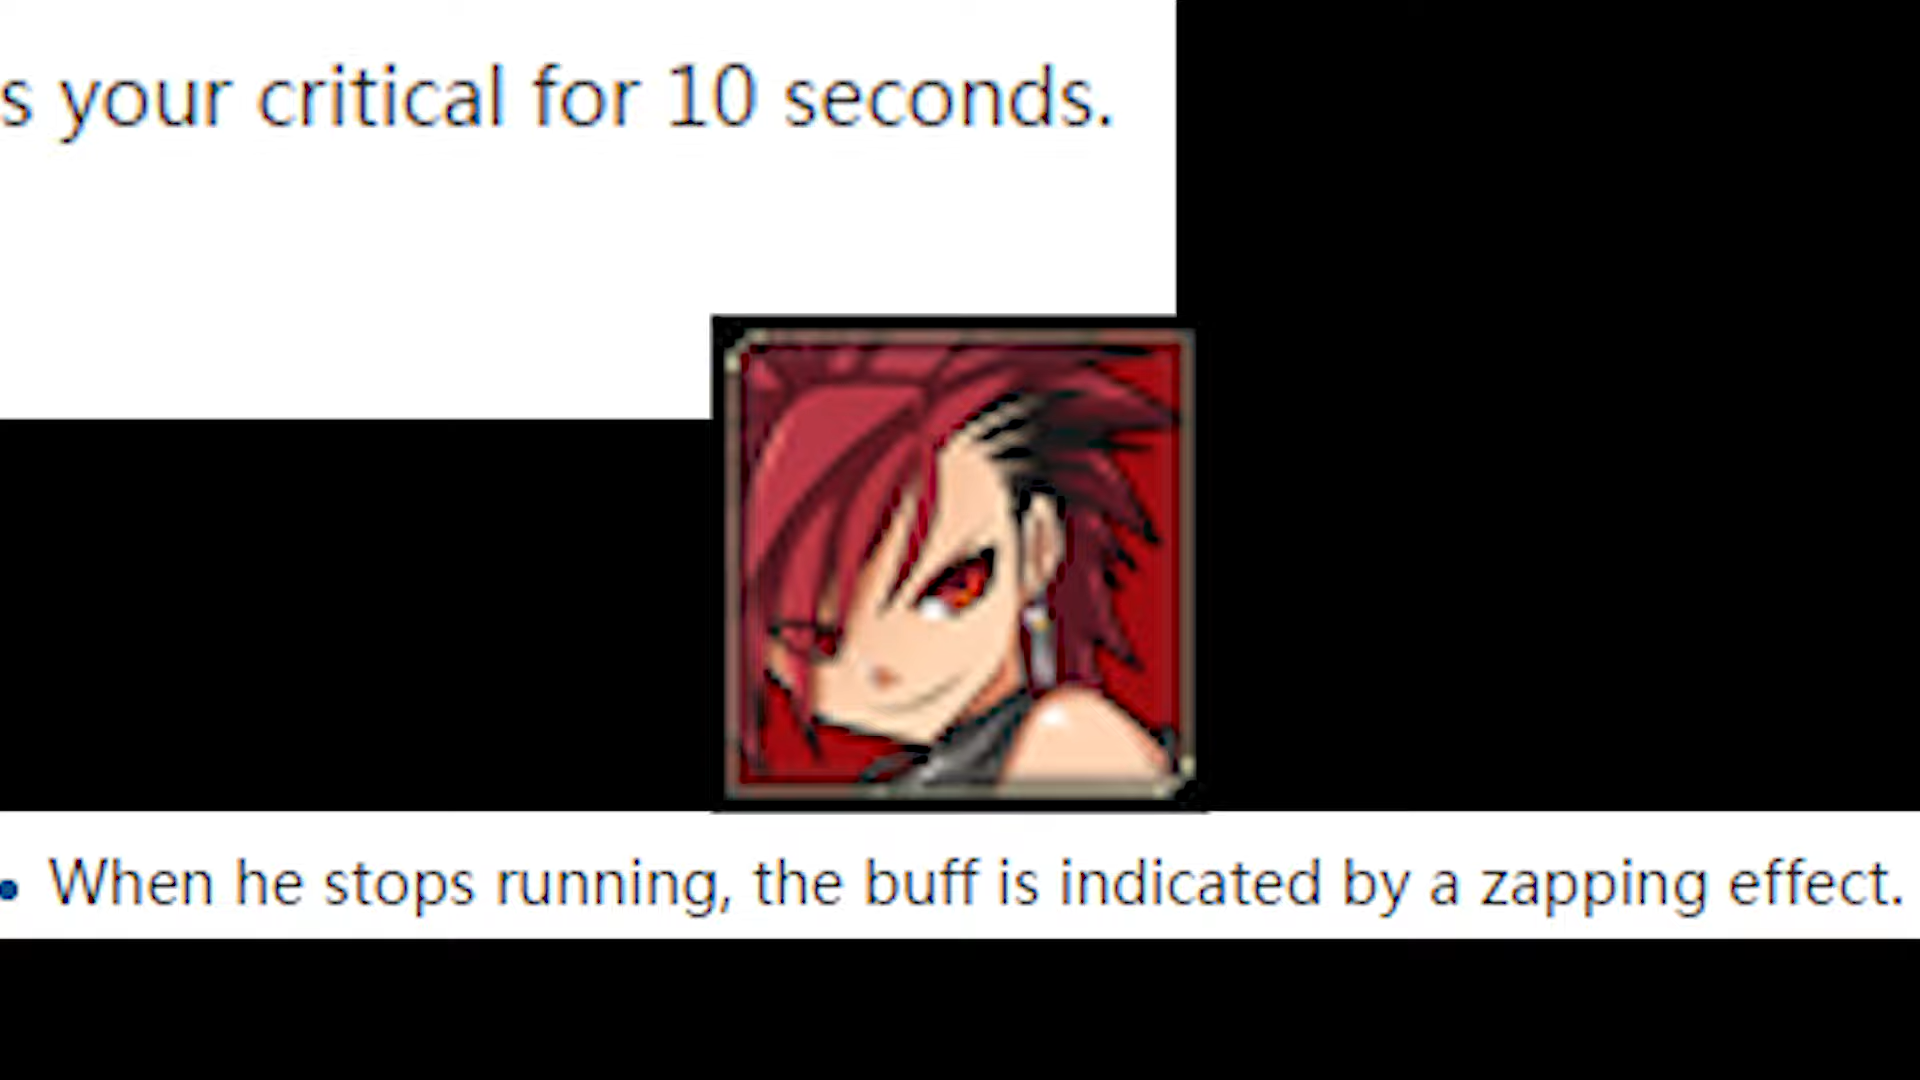 s your critical for 10 seconds.
• When he stops running, the buff is indicated by a zapping effect.